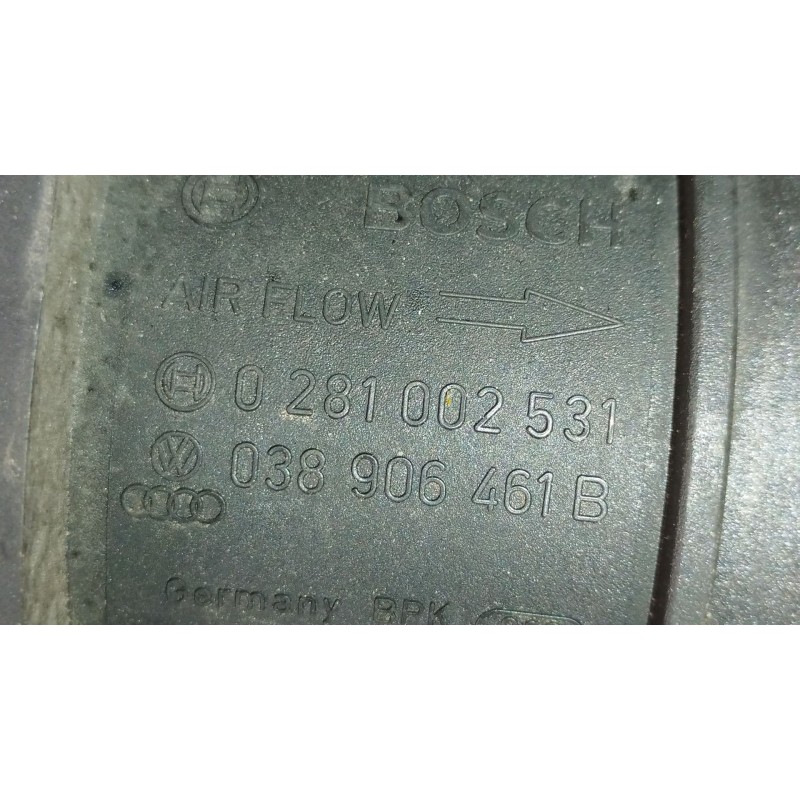 BOSCH
AIR FLOW
0 281 002 531
038 906 461 B
Germany